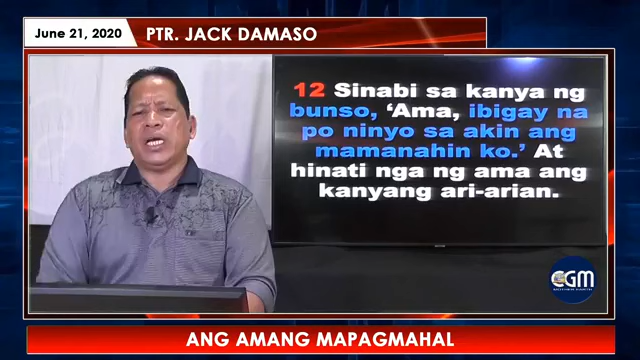 June 21, 2020
PTR. JACK DAMASO
12 Sinabi sa kanya ng
bunso, ‘Ama, ibigay na
po ninyo sa akin ang
mamanahin ko.’ At
hinati nga ng ama ang
kanyang ari-arian.
CGM
ANG AMANG MAPAGMAHAL